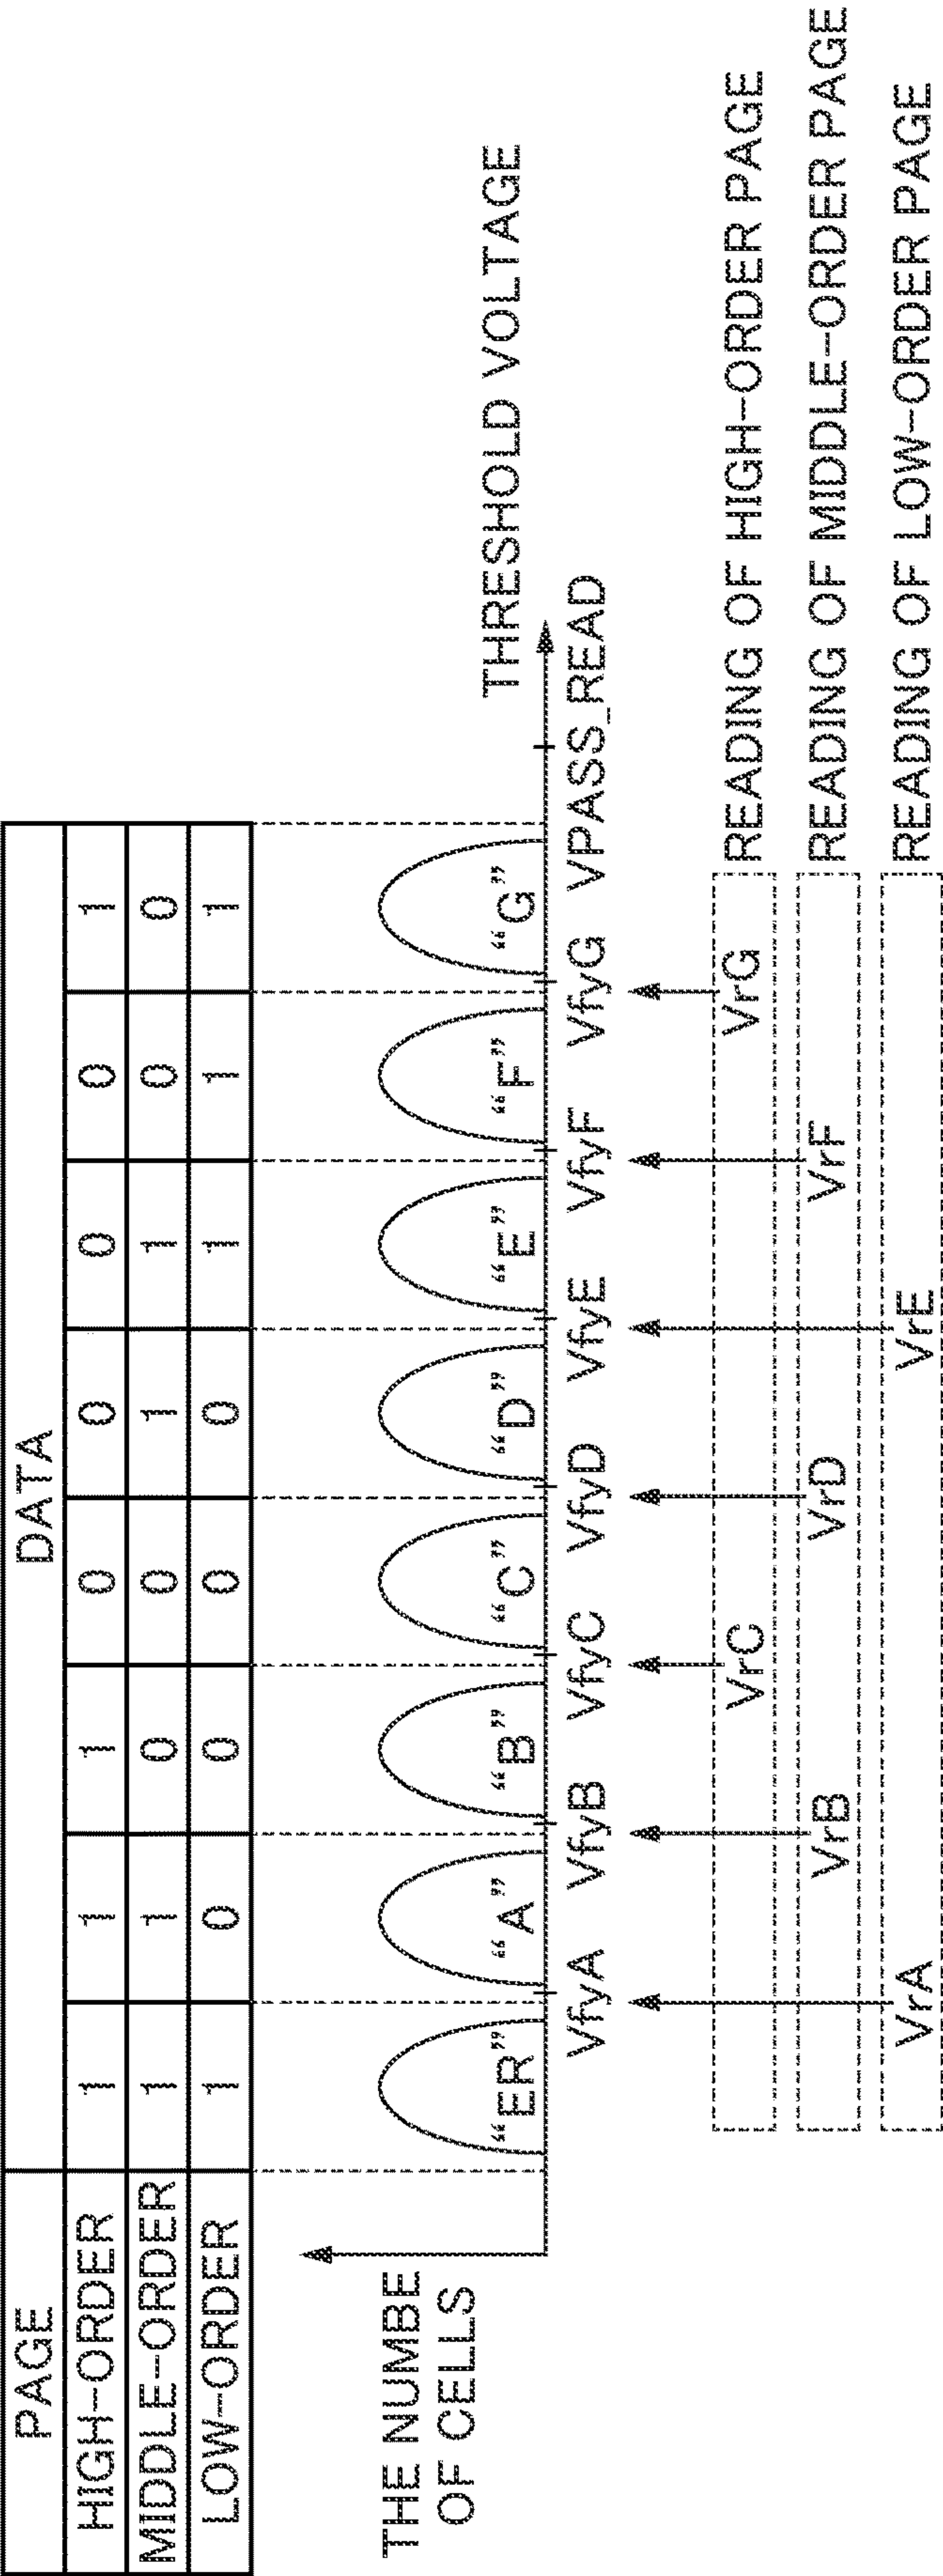 PAGE DATA
HIGH-ORDER 1 1 1 0 0 0 0 1
MIDDLE-ORDER 1 1 0 0 1 1 0 0
LOW-ORDER 1 0 0 0 0 1 1 1
THE NUMBE
OF CELLS
THRESHOLD VOLTAGE
“ER” “A” “B” “C” “D” “E” “F” “G”
VfyA VfyB VfyC VfyD VfyE VfyF VfyG VPASS_READ
VrC VrG READING OF HIGH-ORDER PAGE
VrB VrD VrF READING OF MIDDLE-ORDER PAGE
VrA VrE READING OF LOW-ORDER PAGE